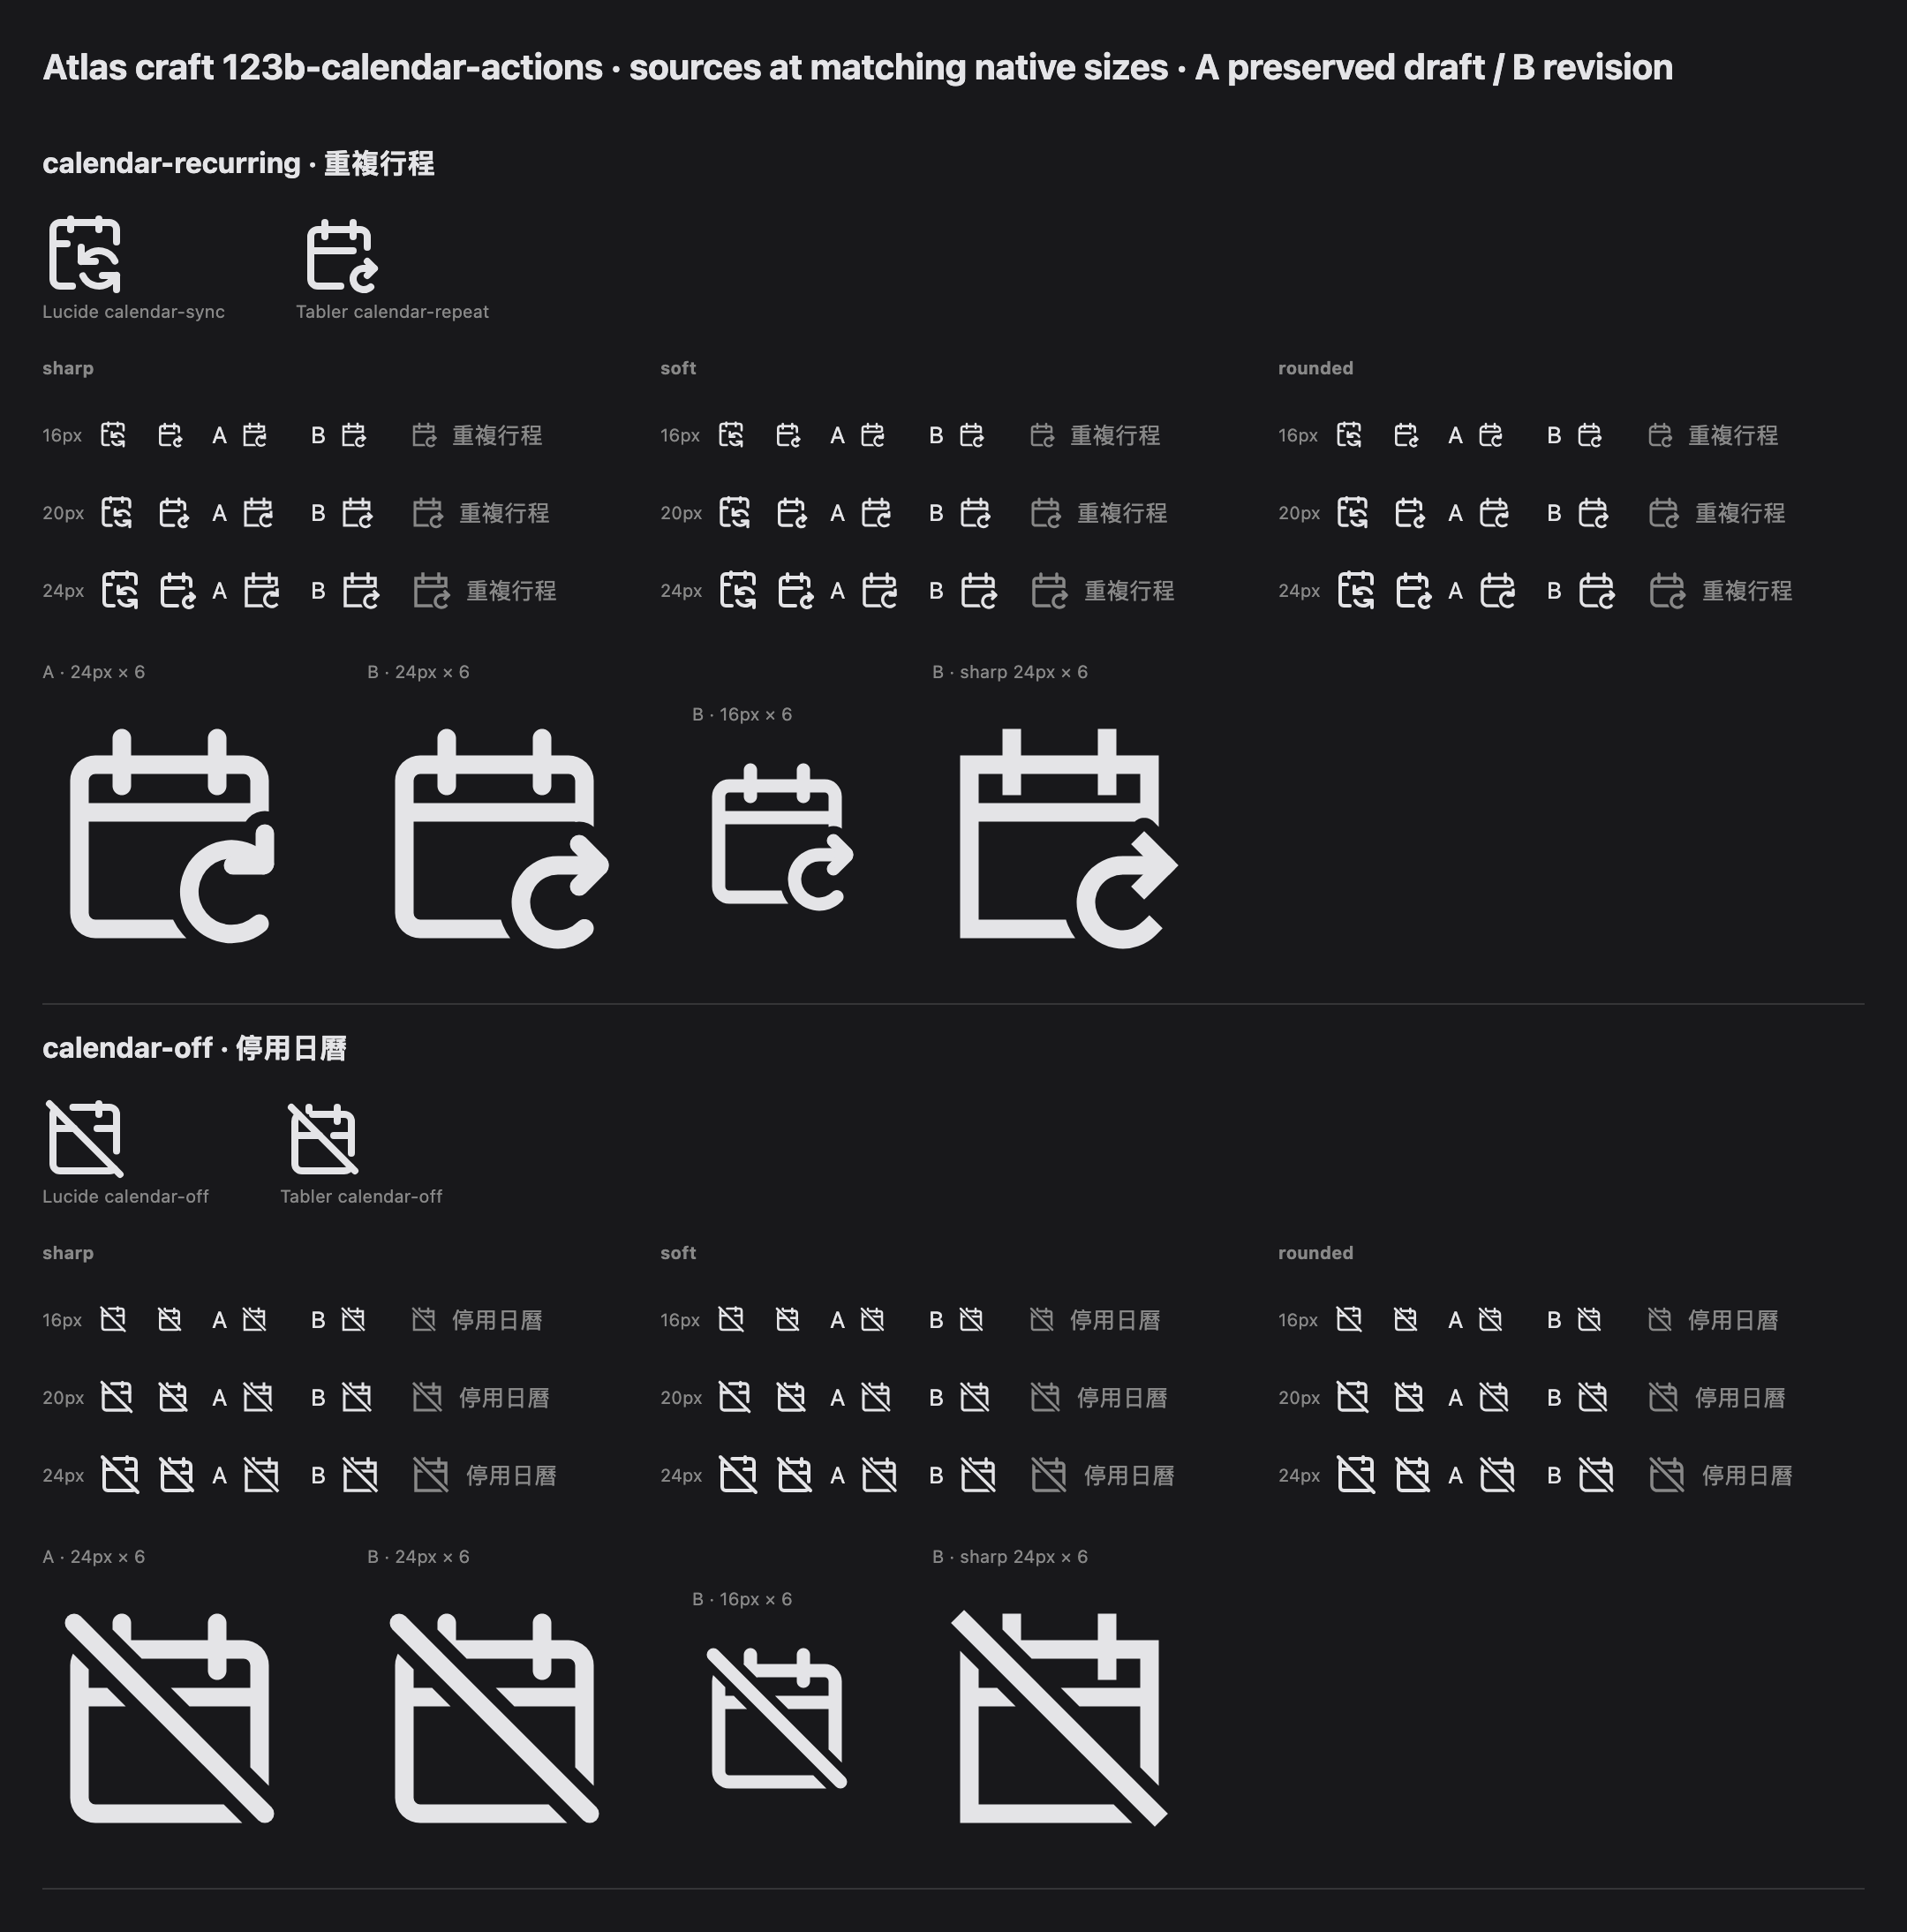 Atlas craft 123b-calendar-actions · sources at matching native sizes · A preserved draft / B revision
calendar-recurring · 重複行程
Lucide calendar-sync
Tabler calendar-repeat
sharp
soft
rounded
16px A B 重複行程
16px A B 重複行程
16px A B 重複行程
20px A B 重複行程
20px A B 重複行程
20px A B 重複行程
24px A B 重複行程
24px A B 重複行程
24px A B 重複行程
A · 24px × 6
B · 24px × 6
B · 16px × 6
B · sharp 24px × 6
calendar-off · 停用日曆
Lucide calendar-off
Tabler calendar-off
sharp
soft
rounded
16px A B 停用日曆
16px A B 停用日曆
16px A B 停用日曆
20px A B 停用日曆
20px A B 停用日曆
20px A B 停用日曆
24px A B 停用日曆
24px A B 停用日曆
24px A B 停用日曆
A · 24px × 6
B · 24px × 6
B · 16px × 6
B · sharp 24px × 6